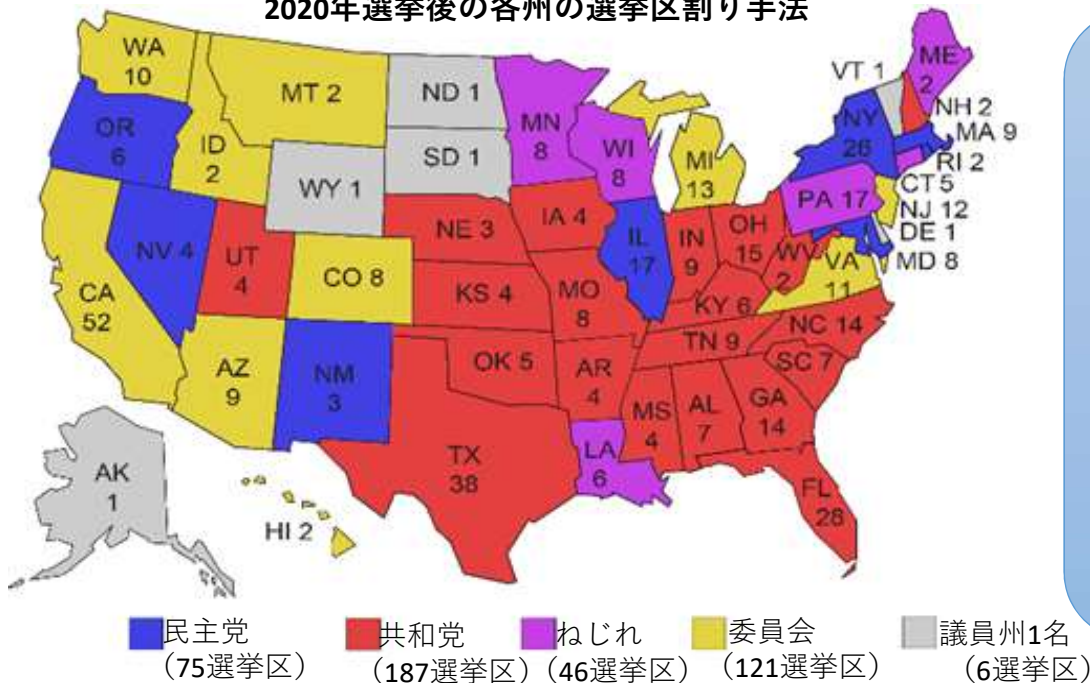 2020年選挙後の各州の選挙区割り手法
WA
10
MT 2
ND 1
MN
8
VT 1
ME
2
NH 2
MA 9
RI 2
CT 5
NJ 12
DE 1
MD 8
OR
6
ID
2
SD 1
WI
8
MI
13
NY
26
WY 1
PA 17
NV 4
UT
4
CO 8
NE 3
IA 4
IL
17
IN
9
OH
15
WV
2
VA
11
CA
52
KS 4
MO
8
KY 6
NC 14
TN 9
SC 7
AZ
9
NM
3
OK 5
AR
4
MS
4
AL
7
GA
14
TX
38
LA
6
FL
28
AK
1
HI 2
民主党
(75選挙区)
共和党
(187選挙区)
ねじれ
(46選挙区)
委員会
(121選挙区)
議員州1名
(6選挙区)